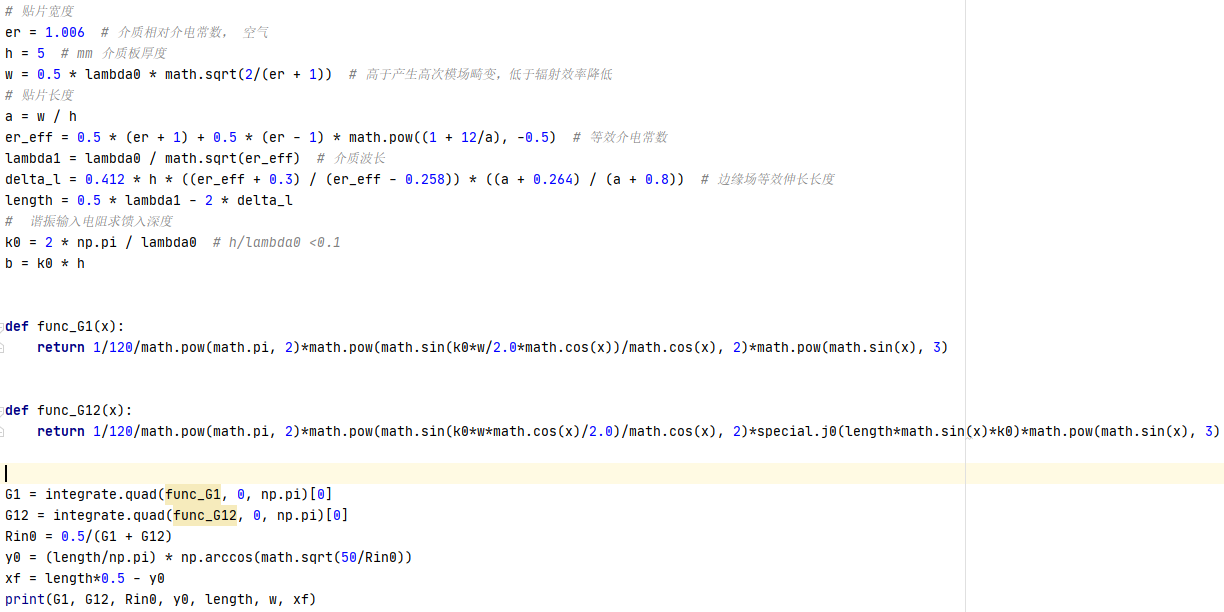 # 贴片宽度
er = 1.006  # 介质相对介电常数， 空气
h = 5  # mm 介质板厚度
w = 0.5 * lambda0 * math.sqrt(2/(er + 1))  # 高于产生高次模场畸变，低于辐射效率降低
# 贴片长度
a = w / h
er_eff = 0.5 * (er + 1) + 0.5 * (er - 1) * math.pow((1 + 12/a), -0.5)  # 等效介电常数
lambda1 = lambda0 / math.sqrt(er_eff)  # 介质波长
delta_l = 0.412 * h * ((er_eff + 0.3) / (er_eff - 0.258)) * ((a + 0.264) / (a + 0.8))  # 边缘场等效伸长长度
length = 0.5 * lambda1 - 2 * delta_l
#  谐振输入电阻求馈入深度
k0 = 2 * np.pi / lambda0  # h/lambda0 <0.1
b = k0 * h
def func_G1(x):
    return 1/120/math.pow(math.pi, 2)*math.pow(math.sin(k0*w/2.0*math.cos(x))/math.cos(x), 2)*math.pow(math.sin(x), 3)
def func_G12(x):
    return 1/120/math.pow(math.pi, 2)*math.pow(math.sin(k0*w*math.cos(x)/2.0)/math.cos(x), 2)*special.j0(length*math.sin(x)*k0)*math.pow(math.sin(x), 3)
G1 = integrate.quad(func_G1, 0, np.pi)[0]
G12 = integrate.quad(func_G12, 0, np.pi)[0]
Rin0 = 0.5/(G1 + G12)
y0 = (length/np.pi) * np.arccos(math.sqrt(50/Rin0))
xf = length*0.5 - y0
print(G1, G12, Rin0, y0, length, w, xf)